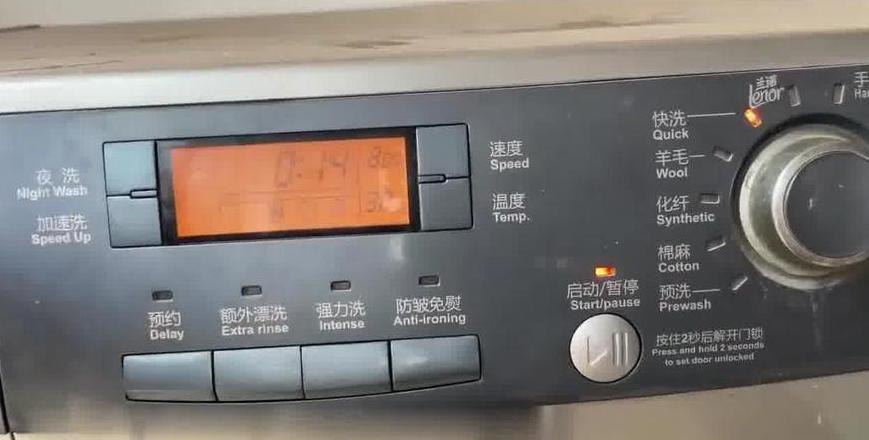 夜洗
Night Wash
加速洗
Speed Up
0:14
速度
Speed
温度
Temp.
预约
Delay
额外漂洗
Extra rinse
强力洗
Intense
防皱免熨
Anti-ironing
启动/暂停
Start/pause
按住2秒后解开门锁
Press and hold 2 seconds
to set door unlocked
兰诺
lenor
快洗
Quick
羊毛
Wool
化纤
Synthetic
棉麻
Cotton
预洗
Prewash
手
Ha